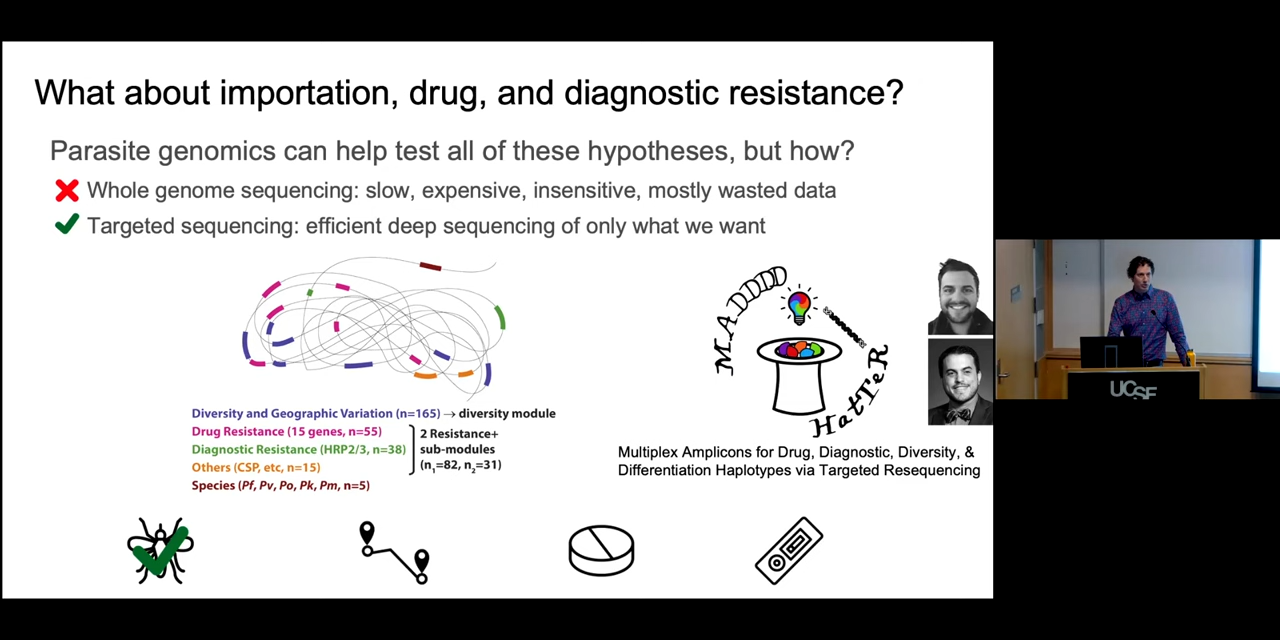 What about importation, drug, and diagnostic resistance?
Parasite genomics can help test all of these hypotheses, but how?
Whole genome sequencing: slow, expensive, insensitive, mostly wasted data
Targeted sequencing: efficient deep sequencing of only what we want
MADDDD
HatTeR
Diversity and Geographic Variation (n=165) → diversity module
Drug Resistance (15 genes, n=55)
Diagnostic Resistance (HRP2/3, n=38)
Others (CSP, etc, n=15)
Species (Pf, Pv, Po, Pk, Pm, n=5)
2 Resistance+
sub-modules
(n₁=82, n₂=31)
Multiplex Amplicons for Drug, Diagnostic, Diversity, &
Differentiation Haplotypes via Targeted Resequencing
UCSF